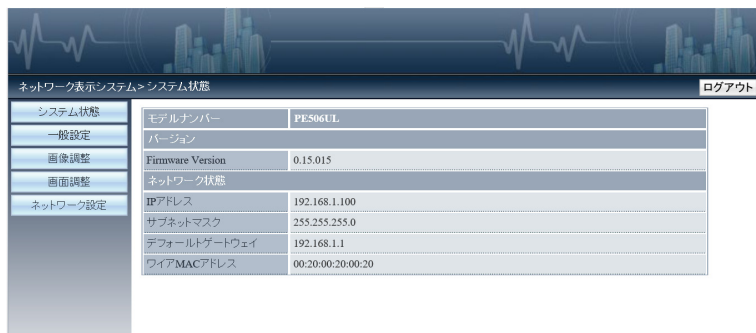 ネットワーク表示システム> システム状態
ログアウト
システム状態
一般設定
画像調整
画面調整
ネットワーク設定
モデルナンバー PE506UL
バージョン
Firmware Version 0.15.015
ネットワーク状態
IPアドレス 192.168.1.100
サブネットマスク 255.255.255.0
デフォールトゲートウェイ 192.168.1.1
ワイアMACアドレス 00:20:00:20:00:20